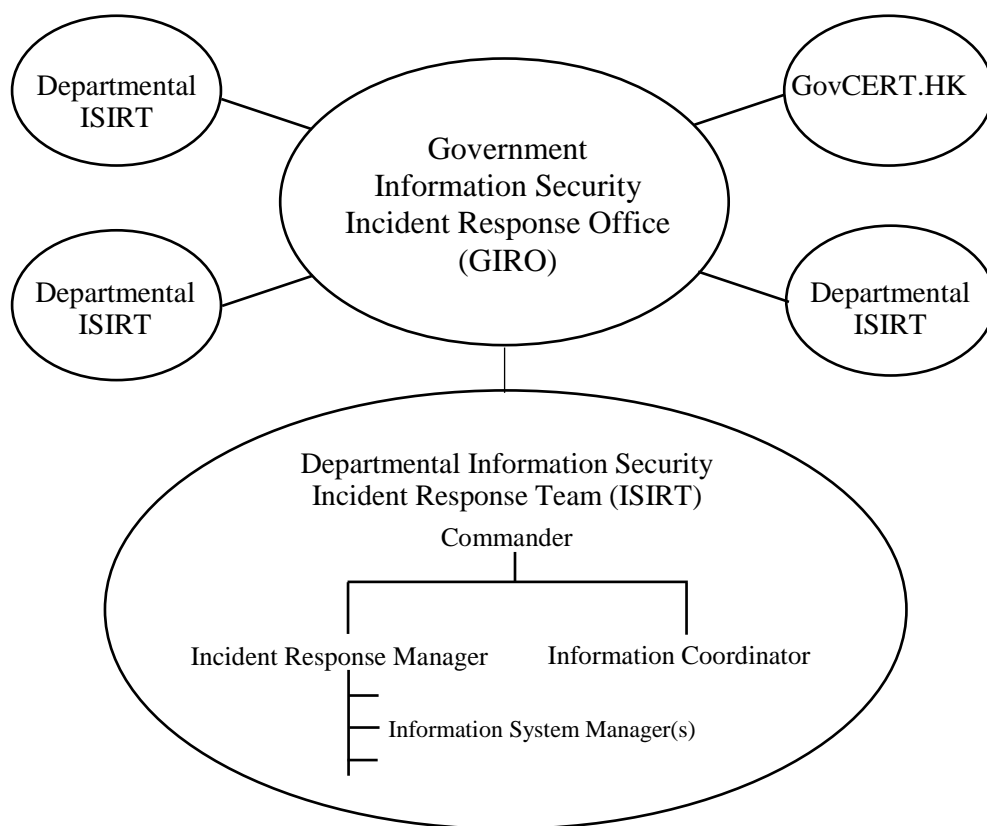 Departmental
ISIRT
GovCERT.HK
Government
Information Security
Incident Response Office
(GIRO)
Departmental
ISIRT
Departmental
ISIRT
Departmental Information Security
Incident Response Team (ISIRT)
Commander
Incident Response Manager
Information Coordinator
Information System Manager(s)